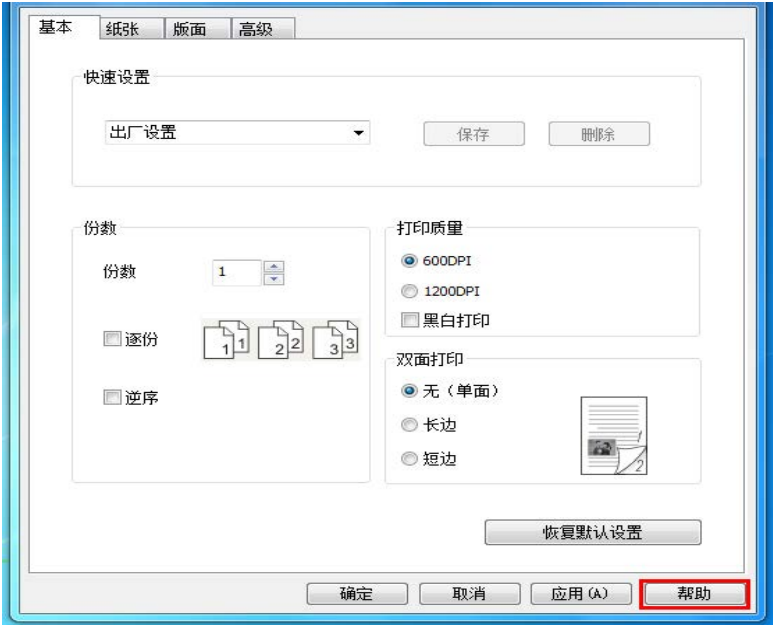 基本 纸张 版面 高级
快速设置
出厂设置 保存 删除
份数
份数 1
逐份 1 1 2 2 3 3
逆序
打印质量
600DPI
1200DPI
黑白打印
双面打印
无（单面）
长边
短边
1
2
恢复默认设置
确定 取消 应用(A) 帮助